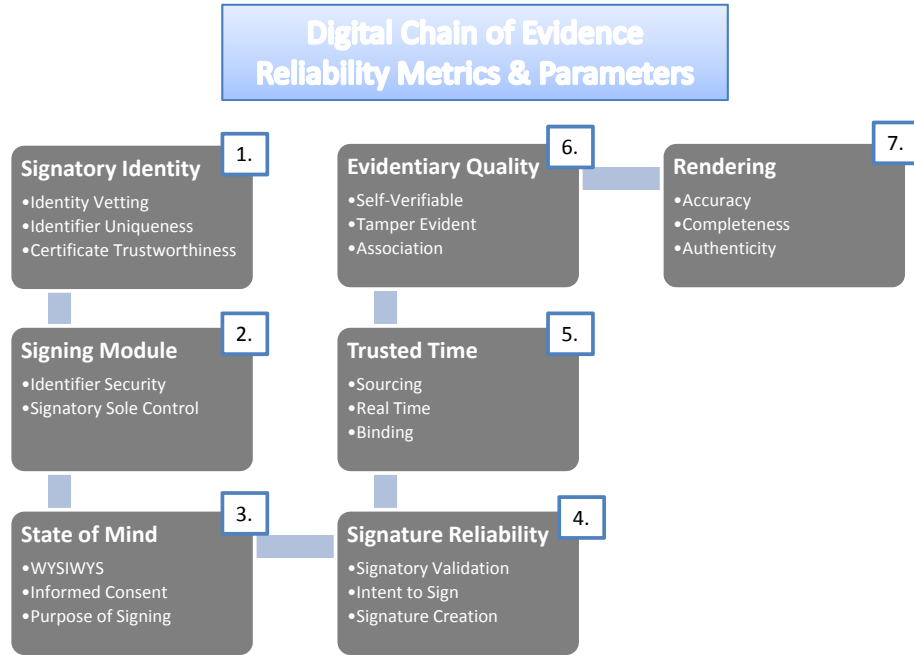 Digital Chain of Evidence
Reliability Metrics & Parameters
1.
Signatory Identity
•Identity Vetting
•Identifier Uniqueness
•Certificate Trustworthiness
2.
Signing Module
•Identifier Security
•Signatory Sole Control
3.
State of Mind
•WYSIWYS
•Informed Consent
•Purpose of Signing
4.
Signature Reliability
•Signatory Validation
•Intent to Sign
•Signature Creation
5.
Trusted Time
•Sourcing
•Real Time
•Binding
6.
Evidentiary Quality
•Self-Verifiable
•Tamper Evident
•Association
7.
Rendering
•Accuracy
•Completeness
•Authenticity